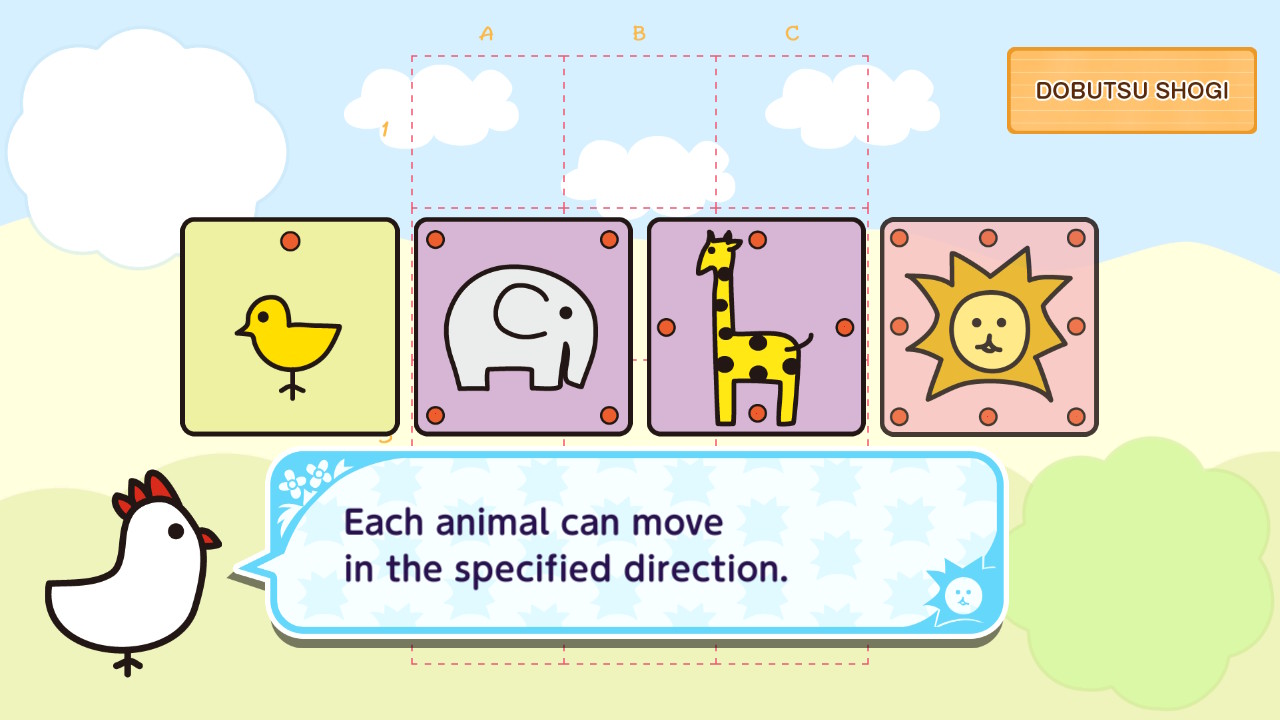 A B C
DOBUTSU SHOGI
1
Each animal can move
in the specified direction.